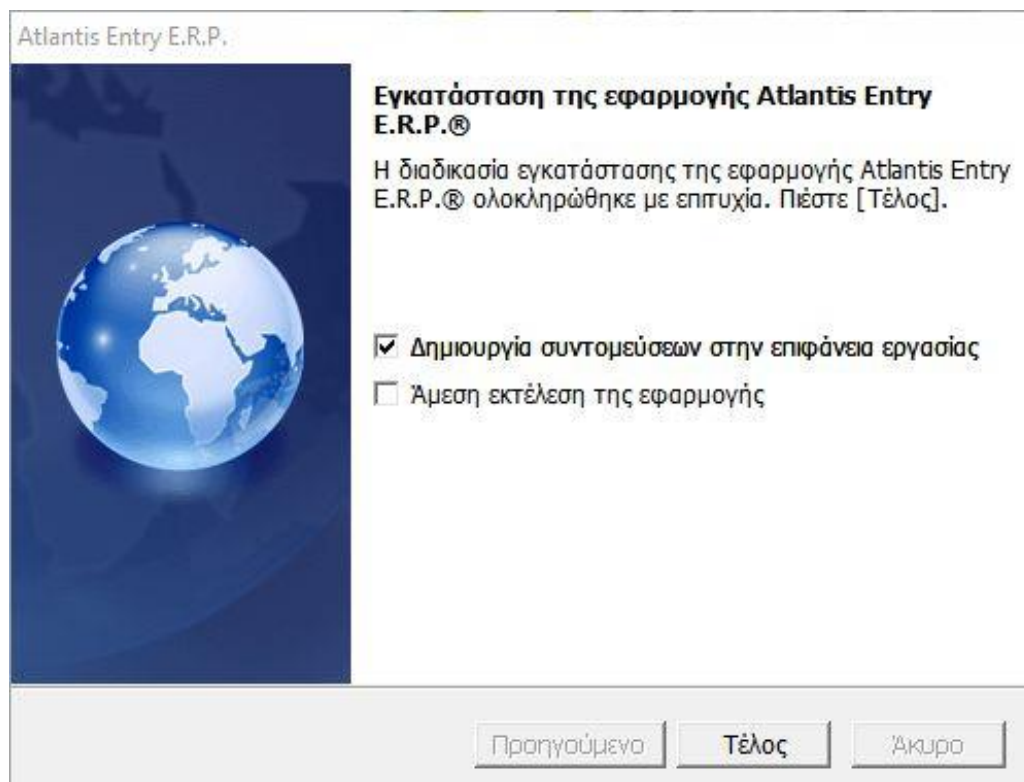 Atlantis Entry E.R.P.
Εγκατάσταση της εφαρμογής Atlantis Entry
E.R.P.®
Η διαδικασία εγκατάστασης της εφαρμογής Atlantis Entry
E.R.P.® ολοκληρώθηκε με επιτυχία. Πιέστε [Τέλος].
Δημιουργία συντομεύσεων στην επιφάνεια εργασίας
Άμεση εκτέλεση της εφαρμογής
Προηγούμενο Τέλος Άκυρο